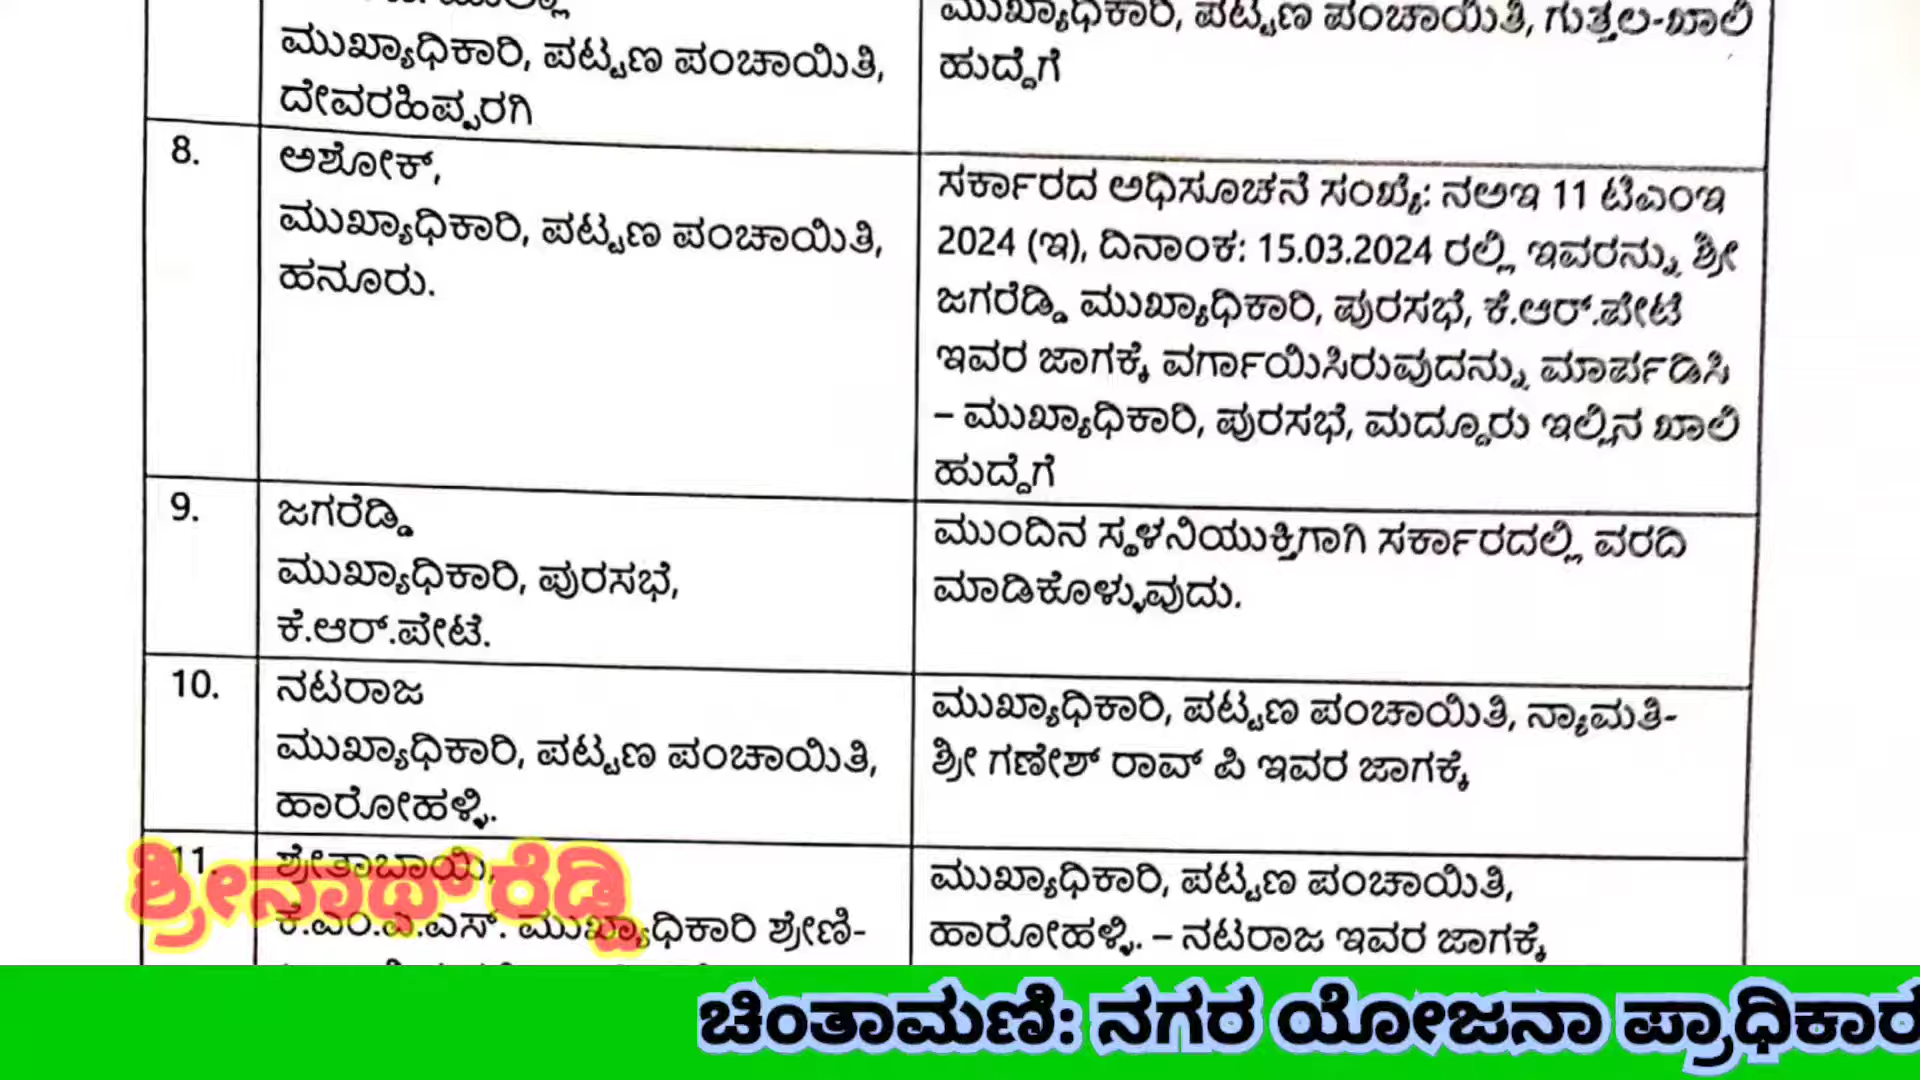 ಮುಖ್ಯಾಧಿಕಾರಿ, ಪಟ್ಟಣ ಪಂಚಾಯಿತಿ,
ದೇವರಹಿಪ್ಪರಗಿ
ಮುಖ್ಯಾಧಿಕಾರಿ, ಪಟ್ಟಣ ಪಂಚಾಯಿತಿ, ಗುತ್ತಲ-ಖಾಲಿ
ಹುದ್ದೆಗೆ
8.
ಅಶೋಕ್,
ಮುಖ್ಯಾಧಿಕಾರಿ, ಪಟ್ಟಣ ಪಂಚಾಯಿತಿ,
ಹನೂರು.
ಸರ್ಕಾರದ ಅಧಿಸೂಚನೆ ಸಂಖ್ಯೆ: ನಅಇ 11 ಟಿಎಂಇ
2024 (ಇ), ದಿನಾಂಕ: 15.03.2024 ರಲ್ಲಿ ಇವರನ್ನು ಶ್ರೀ
ಜಗರೆಡ್ಡಿ ಮುಖ್ಯಾಧಿಕಾರಿ, ಪುರಸಭೆ, ಕೆ.ಆರ್.ಪೇಟೆ
ಇವರ ಜಾಗಕ್ಕೆ ವರ್ಗಾಯಿಸಿರುವುದನ್ನು ಮಾರ್ಪಡಿಸಿ
– ಮುಖ್ಯಾಧಿಕಾರಿ, ಪುರಸಭೆ, ಮದ್ದೂರು ಇಲ್ಲಿನ ಖಾಲಿ
ಹುದ್ದೆಗೆ
9.
ಜಗರೆಡ್ಡಿ
ಮುಖ್ಯಾಧಿಕಾರಿ, ಪುರಸಭೆ,
ಕೆ.ಆರ್.ಪೇಟೆ.
ಮುಂದಿನ ಸ್ಥಳನಿಯುಕ್ತಿಗಾಗಿ ಸರ್ಕಾರದಲ್ಲಿ ವರದಿ
ಮಾಡಿಕೊಳ್ಳುವುದು.
10.
ನಟರಾಜ
ಮುಖ್ಯಾಧಿಕಾರಿ, ಪಟ್ಟಣ ಪಂಚಾಯಿತಿ,
ಹಾರೋಹಳ್ಳಿ.
ಮುಖ್ಯಾಧಿಕಾರಿ, ಪಟ್ಟಣ ಪಂಚಾಯಿತಿ, ನ್ಯಾಮತಿ-
ಶ್ರೀ ಗಣೇಶ್ ರಾವ್ ಪಿ ಇವರ ಜಾಗಕ್ಕೆ
11.
ಶ್ವೇತಾಬಾಯಿ,
ಕೆ.ಎಂ.ಎ.ಎಸ್. ಮುಖ್ಯಾಧಿಕಾರಿ ಶ್ರೇಣಿ-
ಮುಖ್ಯಾಧಿಕಾರಿ, ಪಟ್ಟಣ ಪಂಚಾಯಿತಿ,
ಹಾರೋಹಳ್ಳಿ. – ನಟರಾಜ ಇವರ ಜಾಗಕ್ಕೆ
ಶ್ರೀನಾಥ್ ರೆಡ್ಡಿ
ಚಿಂತಾಮಣಿ: ನಗರ ಯೋಜನಾ ಪ್ರಾಧಿಕಾರ